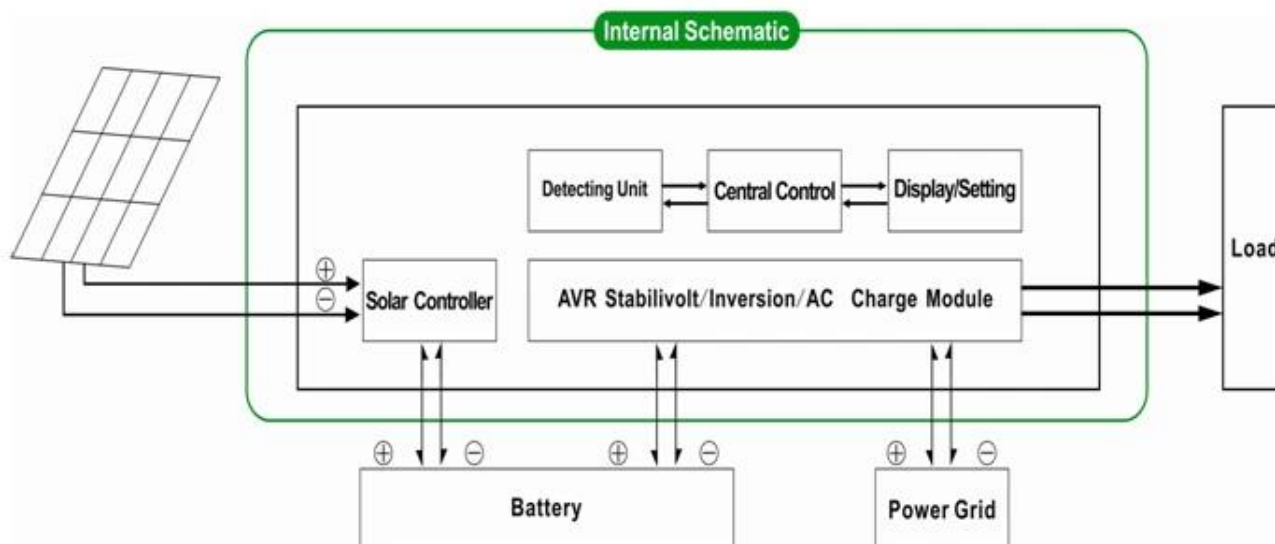 Internal Schematic
Detecting Unit
Central Control
Display/Setting
Load
⊕
⊖
Solar Controller
AVR Stabilivolt/Inversion/AC Charge Module
⊕ ⊖ ⊕ ⊖ ⊕ ⊖
Battery
Power Grid